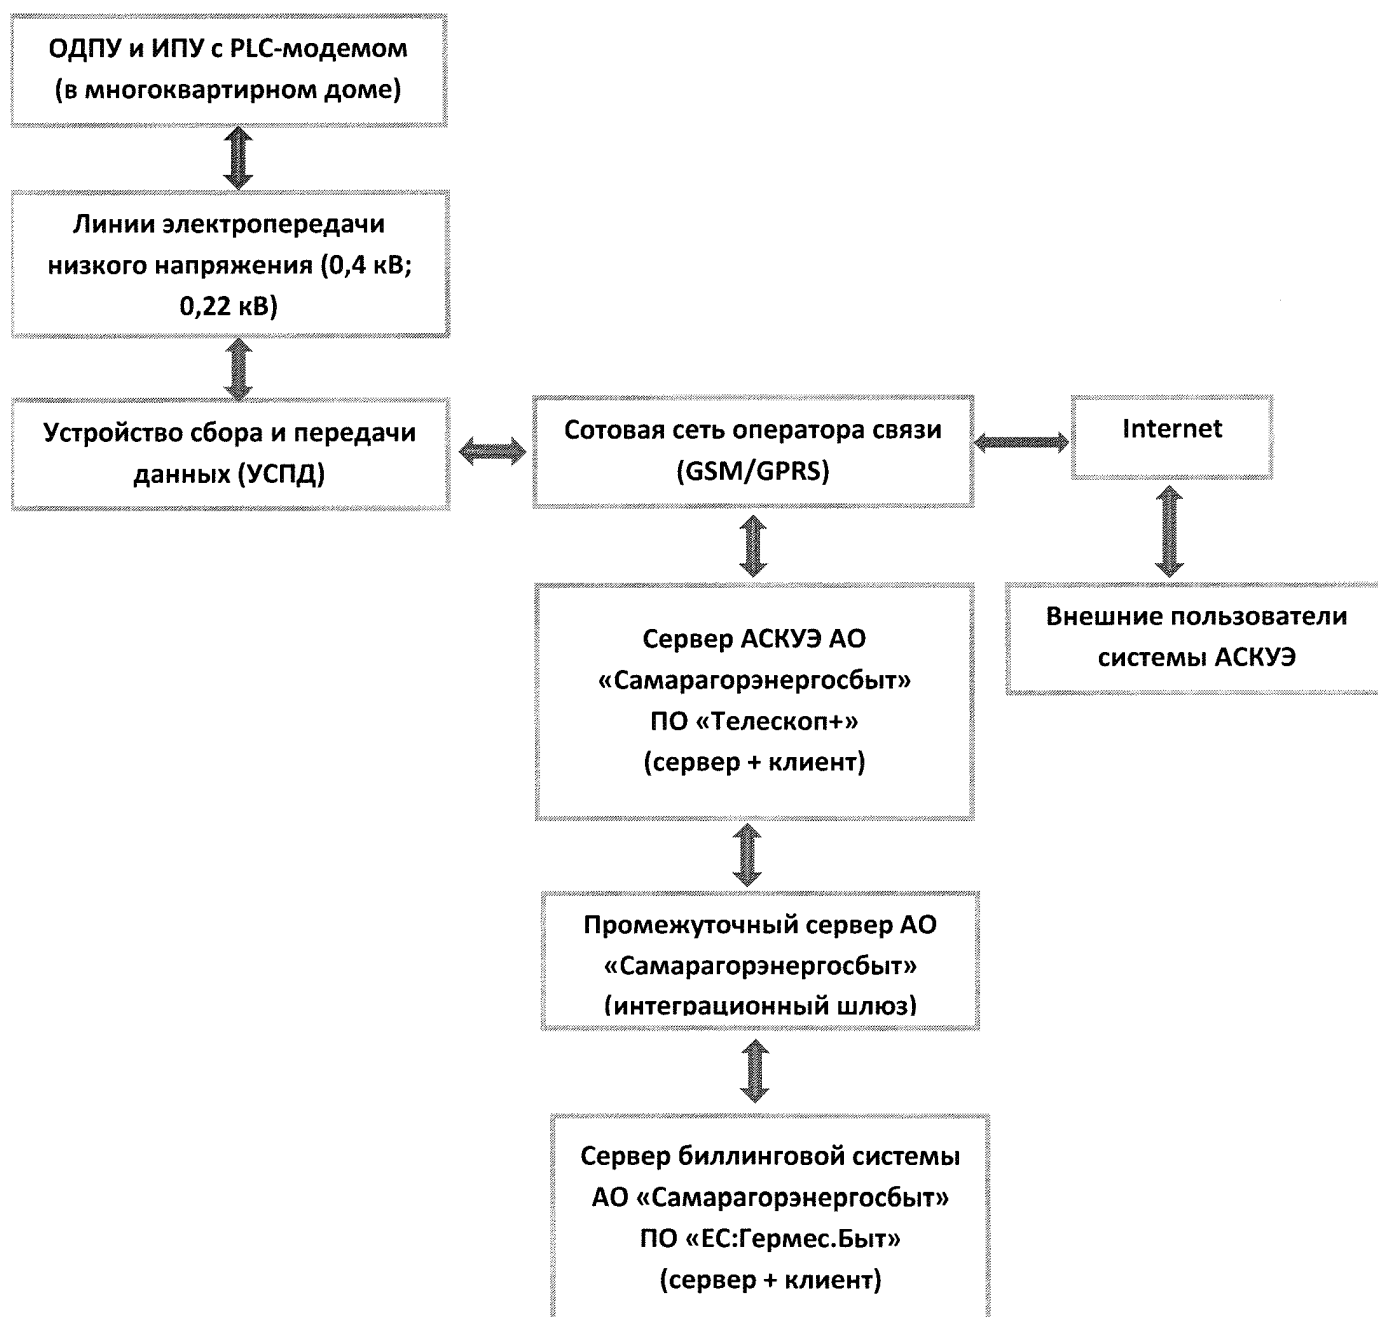 ОДПУ и ИПУ с PLC-модемом
(в многоквартирном доме)
Линии электропередачи
низкого напряжения (0,4 кВ;
0,22 кВ)
Устройство сбора и передачи
данных (УСПД)
Сотовая сеть оператора связи
(GSM/GPRS)
Internet
Внешние пользователи
системы АСКУЭ
Сервер АСКУЭ АО
«Самарагорэнергосбыт»
ПО «Телескоп+»
(сервер + клиент)
Промежуточный сервер АО
«Самарагорэнергосбыт»
(интеграционный шлюз)
Сервер биллинговой системы
АО «Самарагорэнергосбыт»
ПО «ЕС:Гермес.Быт»
(сервер + клиент)